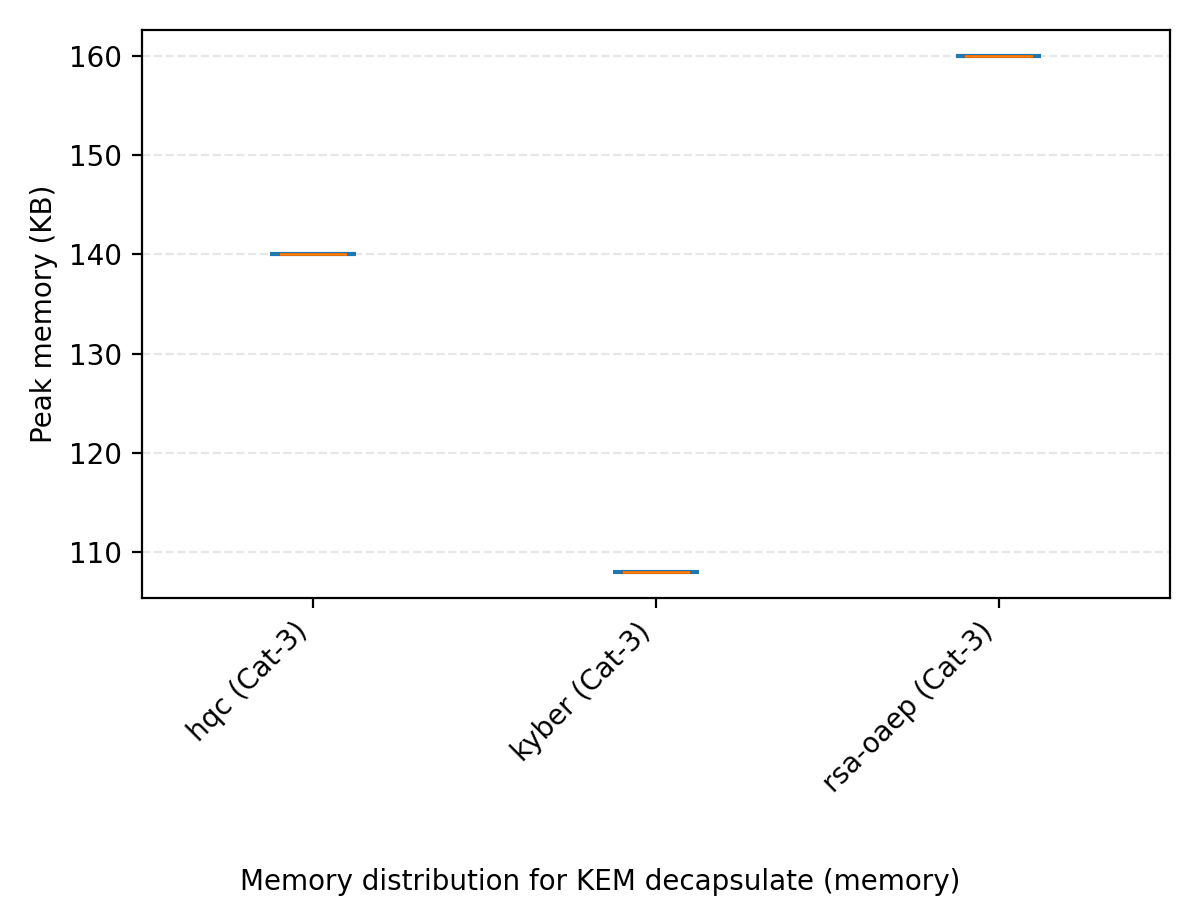 160
150
140
130
120
110
Peak memory (KB)
hqc (Cat-3)
kyber (Cat-3)
rsa-oaep (Cat-3)
Memory distribution for KEM decapsulate (memory)